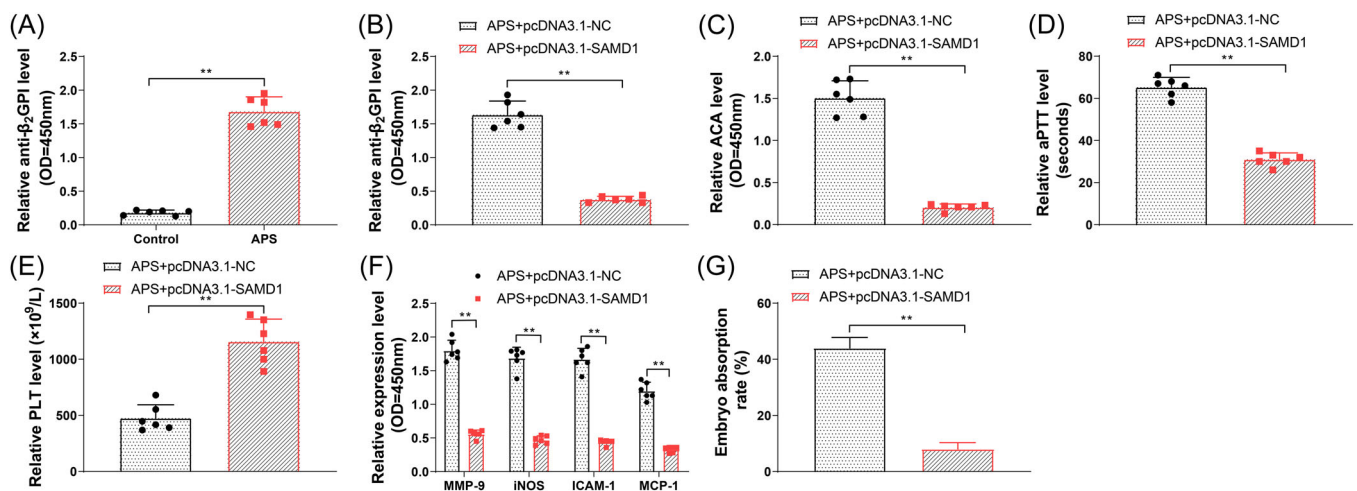 (A)
Relative anti-β₂GPI level
(OD=450nm)
2.5
2.0
1.5
1.0
0.5
0.0
**
Control
APS
(B)
APS+pcDNA3.1-NC
APS+pcDNA3.1-SAMD1
Relative anti-β₂GPI level
(OD=450nm)
2.5
2.0
1.5
1.0
0.5
0.0
**
(C)
APS+pcDNA3.1-NC
APS+pcDNA3.1-SAMD1
Relative ACA level
(OD=450nm)
2.0
1.5
1.0
0.5
0.0
**
(D)
APS+pcDNA3.1-NC
APS+pcDNA3.1-SAMD1
Relative aPTT level
(seconds)
80
60
40
20
0
**
(E)
APS+pcDNA3.1-NC
APS+pcDNA3.1-SAMD1
Relative PLT level (×10⁹/L)
1500
1000
500
0
**
(F)
APS+pcDNA3.1-NC
APS+pcDNA3.1-SAMD1
Relative expression level
(OD=450nm)
2.5
2.0
1.5
1.0
0.5
0.0
**
**
**
**
MMP-9
iNOS
ICAM-1
MCP-1
(G)
APS+pcDNA3.1-NC
APS+pcDNA3.1-SAMD1
Embryo absorption
rate (%)
60
40
20
0
**